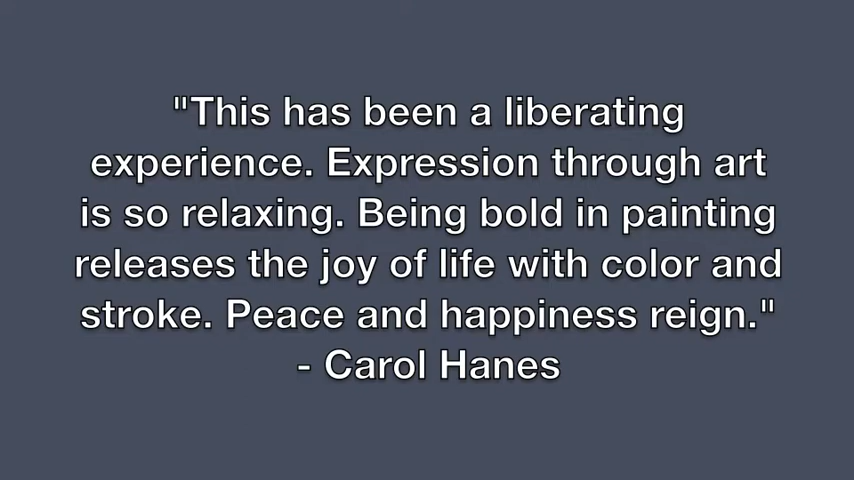 "This has been a liberating
experience. Expression through art
is so relaxing. Being bold in painting
releases the joy of life with color and
stroke. Peace and happiness reign."
- Carol Hanes